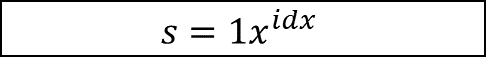 s = 1x^{idx}